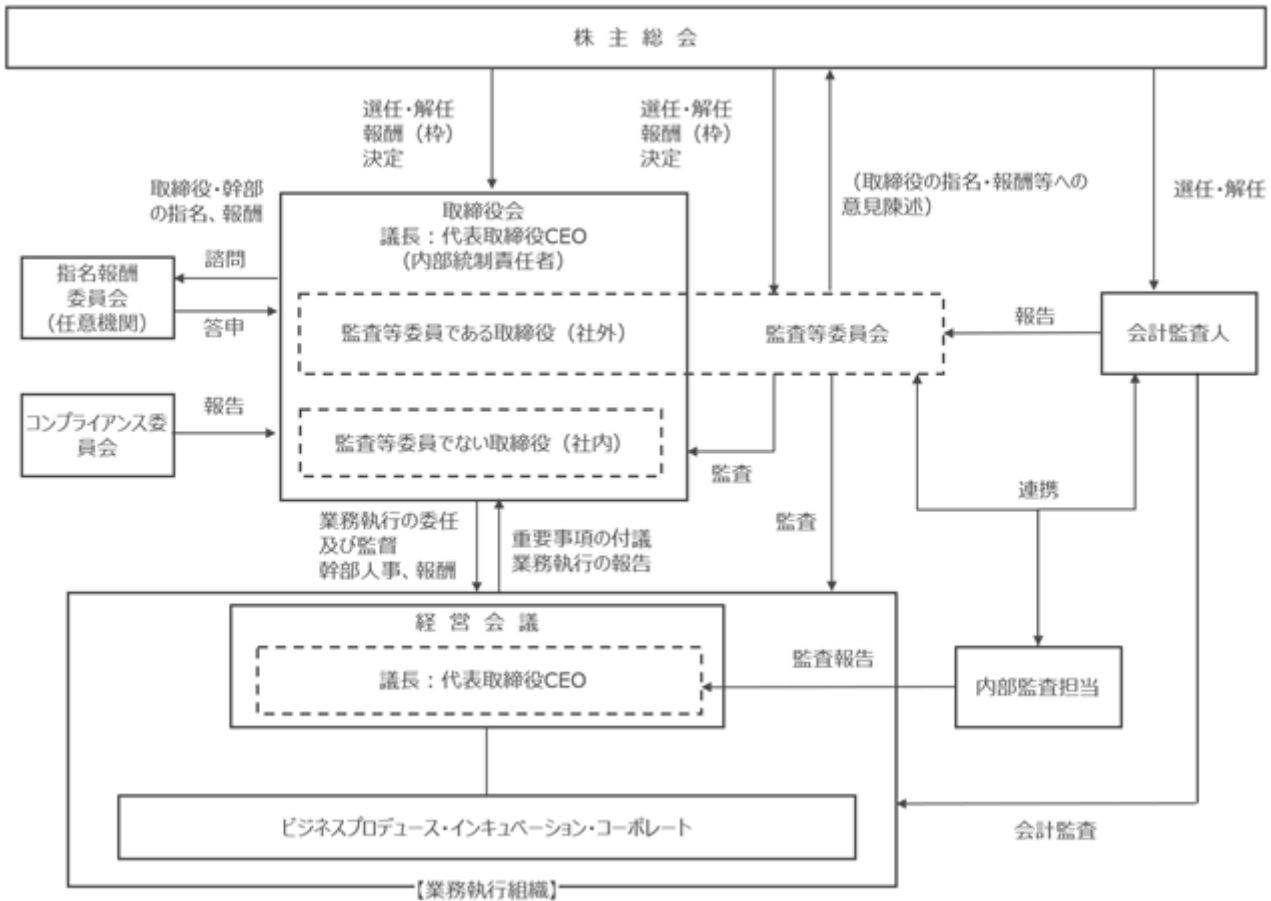 株 主 総 会
選任・解任
報酬（枠）
決定
選任・解任
報酬（枠）
決定
（取締役の指名・報酬等への
意見陳述）
選任・解任
取締役・幹部
の指名、報酬
諮問
答申
指名報酬
委員会
（任意機関）
コンプライアンス委
員会
報告
取締役会
議長：代表取締役CEO
（内部統制責任者）
監査等委員である取締役（社外）
監査等委員会
監査等委員でない取締役（社内）
報告
会計監査人
監査
監査
連携
業務執行の委任
及び監督
幹部人事、報酬
重要事項の付議
業務執行の報告
経 営 会 議
議長：代表取締役CEO
監査報告
内部監査担当
ビジネスプロデュース・インキュベーション・コーポレート
会計監査
【業務執行組織】